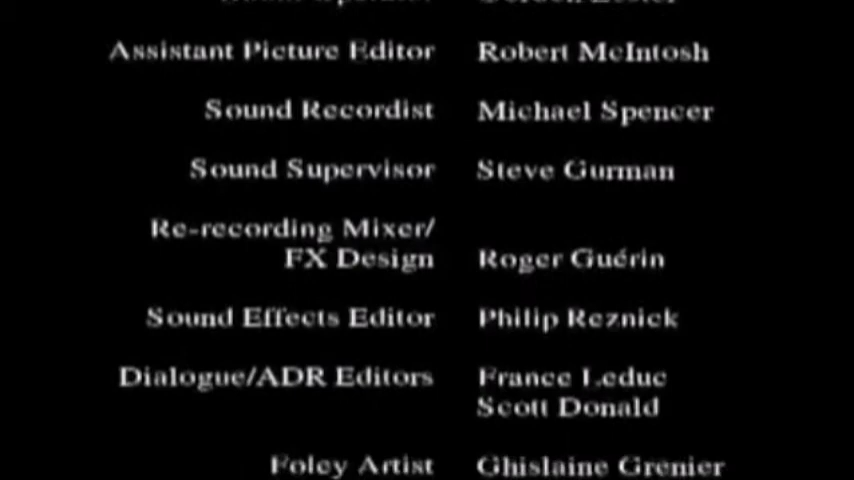 Assistant Picture Editor Robert McIntosh
Sound Recordist Michael Spencer
Sound Supervisor Steve Gurman
Re-recording Mixer/
FX Design Roger Guérin
Sound Effects Editor Philip Reznick
Dialogue/ADR Editors France Leduc
Scott Donald
Foley Artist Ghislaine Grenier